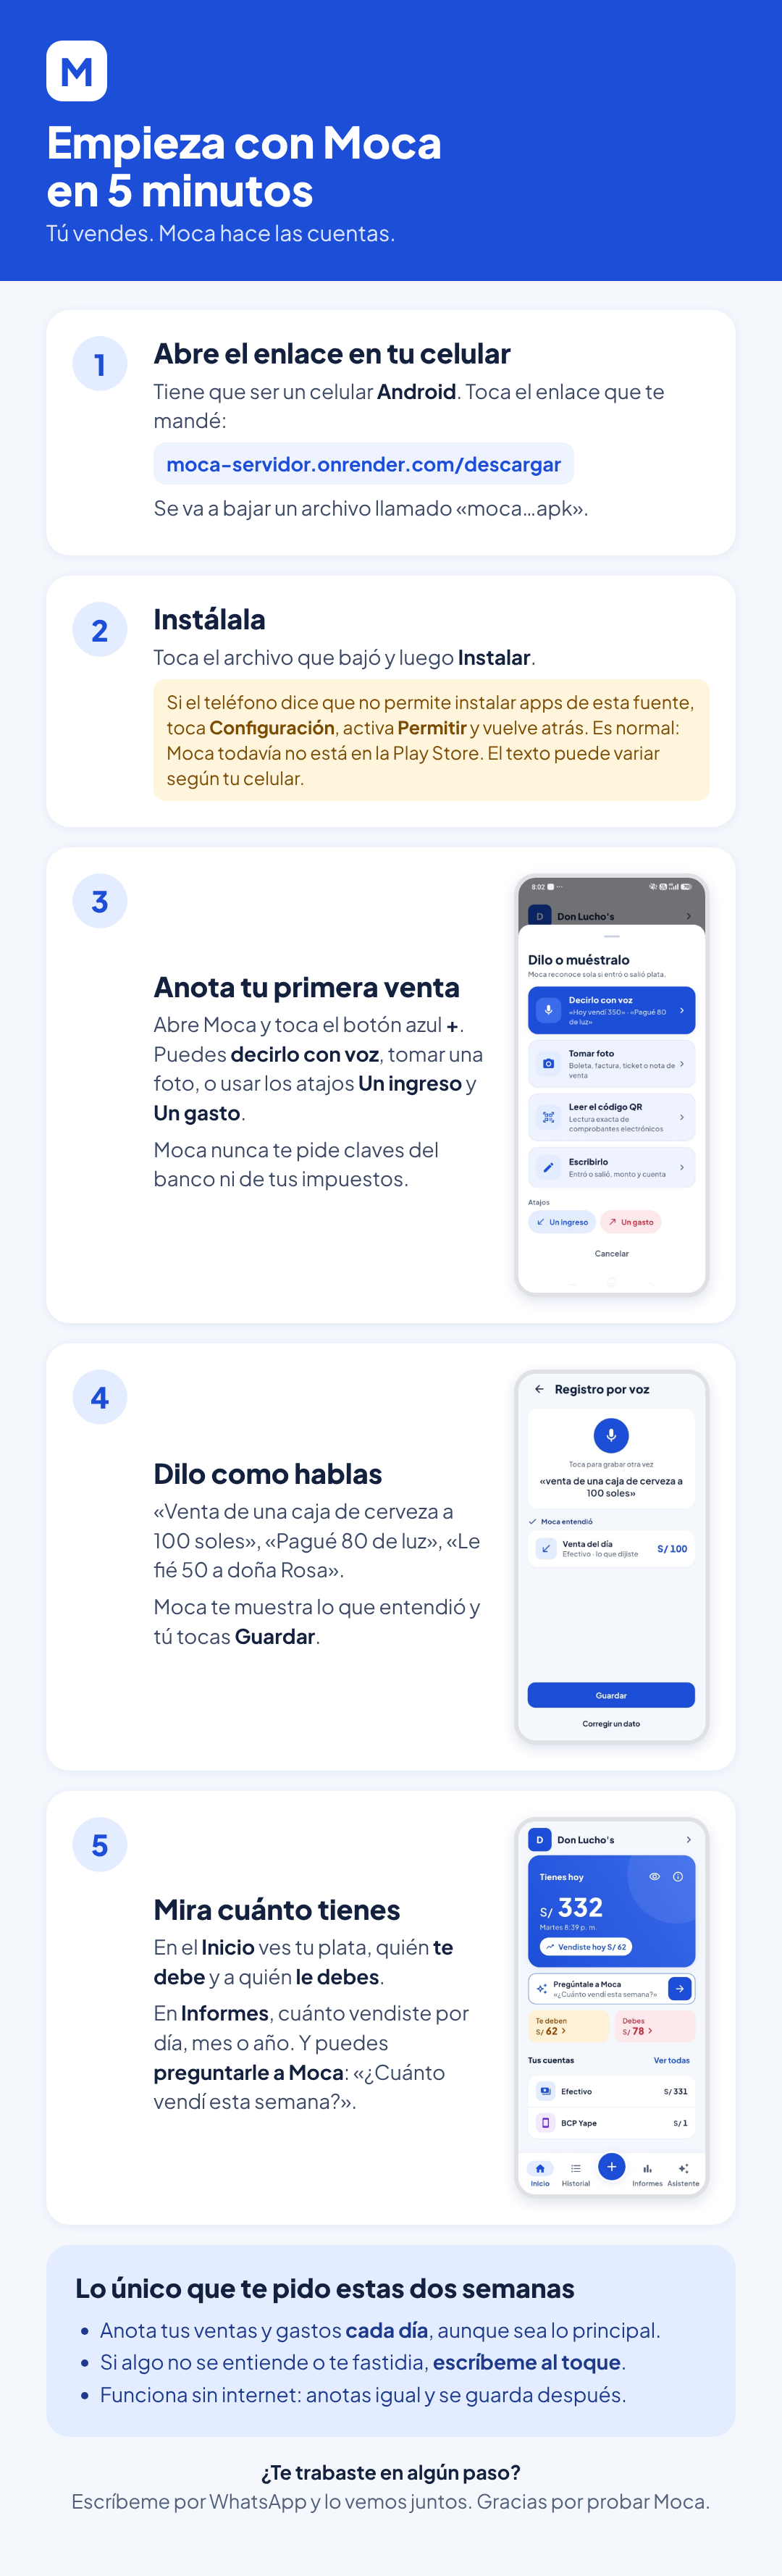 M
Empieza con Moca
en 5 minutos
Tú vendes. Moca hace las cuentas.
1
Abre el enlace en tu celular
Tiene que ser un celular Android. Toca el enlace que te
mandé:
moca-servidor.onrender.com/descargar
Se va a bajar un archivo llamado «moca…apk».
2
Instálala
Toca el archivo que bajó y luego Instalar.
Si el teléfono dice que no permite instalar apps de esta fuente,
toca Configuración, activa Permitir y vuelve atrás. Es normal:
Moca todavía no está en la Play Store. El texto puede variar
según tu celular.
3
Anota tu primera venta
Abre Moca y toca el botón azul +.
Puedes decirlo con voz, tomar una
foto, o usar los atajos Un ingreso y
Un gasto.
Moca nunca te pide claves del
banco ni de tus impuestos.
8:02
D Don Lucho's
Dilo o muéstralo
Moca reconoce sola si entró o salió plata.
Decirlo con voz
«Hoy vendí 350» · «Pagué 80
de luz»
Tomar foto
Boleta, factura, ticket o nota de
venta
Leer el código QR
Lectura exacta de
comprobantes electrónicos
Escribirlo
Entró o salió, monto y cuenta
Atajos
Un ingreso Un gasto
Cancelar
4
Dilo como hablas
«Venta de una caja de cerveza a
100 soles», «Pagué 80 de luz», «Le
fié 50 a doña Rosa».
Moca te muestra lo que entendió y
tú tocas Guardar.
Registro por voz
Toca para grabar otra vez
«venta de una caja de cerveza a
100 soles»
Moca entendió
Venta del día
Efectivo · lo que dijiste
S/ 100
Guardar
Corregir un dato
5
Mira cuánto tienes
En el Inicio ves tu plata, quién te
debe y a quién le debes.
En Informes, cuánto vendiste por
día, mes o año. Y puedes
preguntarle a Moca: «¿Cuánto
vendí esta semana?».
D Don Lucho's
Tienes hoy
S/ 332
Martes 8:39 p. m.
Vendiste hoy S/ 62
Pregúntale a Moca
«¿Cuánto vendí esta semana?»
Te deben
S/ 62
Debes
S/ 78
Tus cuentas Ver todas
Efectivo S/ 331
BCP Yape S/ 1
+
Inicio Historial Informes Asistente
Lo único que te pido estas dos semanas
• Anota tus ventas y gastos cada día, aunque sea lo principal.
• Si algo no se entiende o te fastidia, escríbeme al toque.
• Funciona sin internet: anotas igual y se guarda después.
¿Te trabaste en algún paso?
Escríbeme por WhatsApp y lo vemos juntos. Gracias por probar Moca.